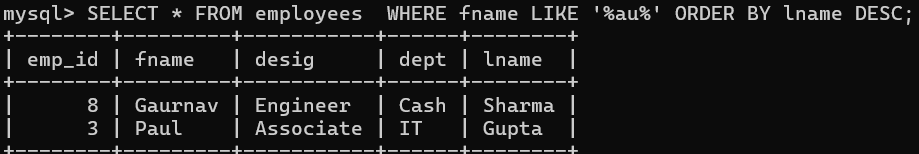 mysql> SELECT * FROM employees  WHERE fname LIKE '%au%' ORDER BY lname DESC;
+--------+---------+-----------+------+--------+
| emp_id | fname   | desig     | dept | lname  |
+--------+---------+-----------+------+--------+
|      8 | Gaurnav | Engineer  | Cash | Sharma |
|      3 | Paul    | Associate | IT   | Gupta  |
+--------+---------+-----------+------+--------+